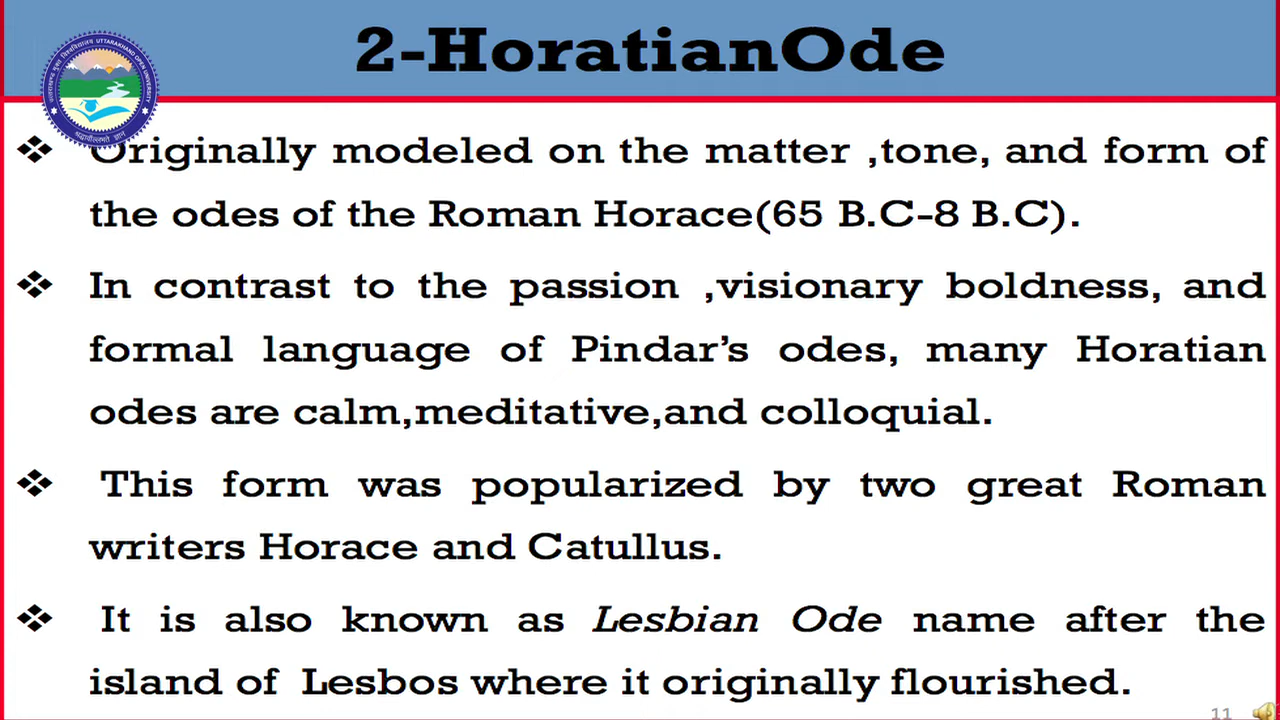 2-HoratianOde
UTTARAKHAND OPEN UNIVERSITY
❖ Originally modeled on the matter ,tone, and form of
the odes of the Roman Horace(65 B.C-8 B.C).
❖ In contrast to the passion ,visionary boldness, and
formal language of Pindar’s odes, many Horatian
odes are calm,meditative,and colloquial.
❖ This form was popularized by two great Roman
writers Horace and Catullus.
❖ It is also known as Lesbian Ode name after the
island of Lesbos where it originally flourished.
11